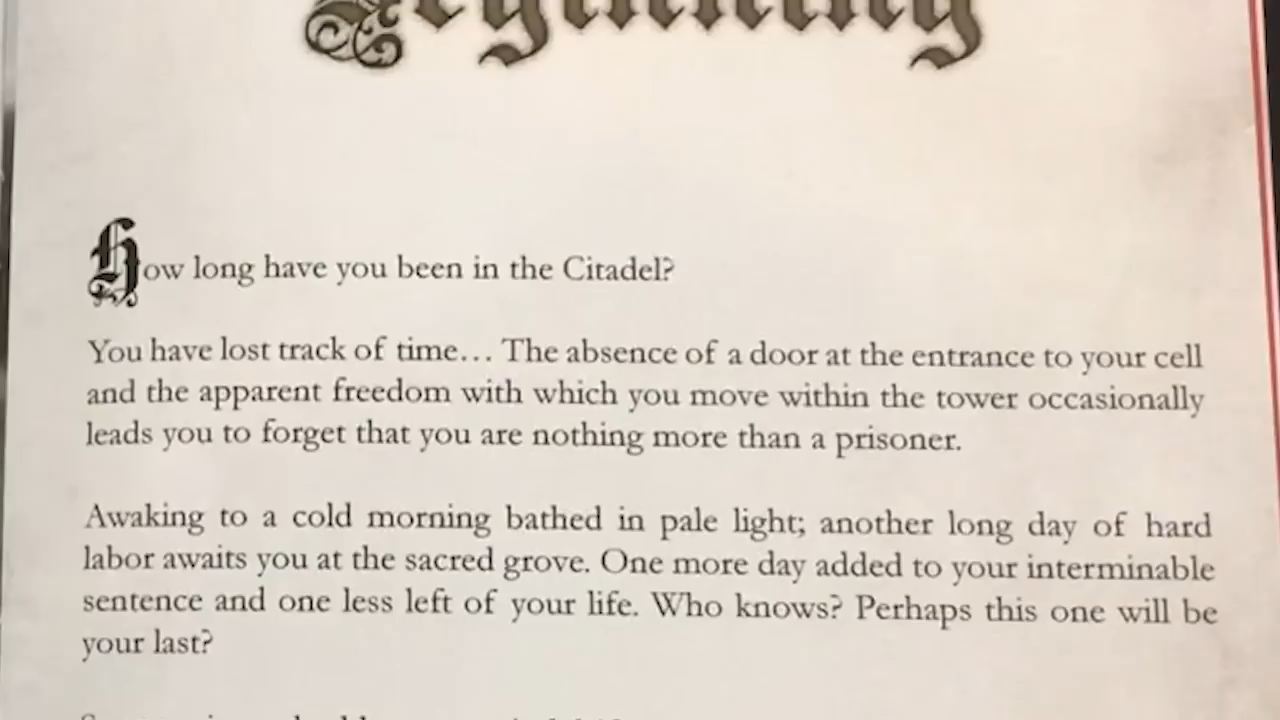 Beginning
How long have you been in the Citadel?
You have lost track of time... The absence of a door at the entrance to your cell
and the apparent freedom with which you move within the tower occasionally
leads you to forget that you are nothing more than a prisoner.
Awaking to a cold morning bathed in pale light; another long day of hard
labor awaits you at the sacred grove. One more day added to your interminable
sentence and one less left of your life. Who knows? Perhaps this one will be
your last?